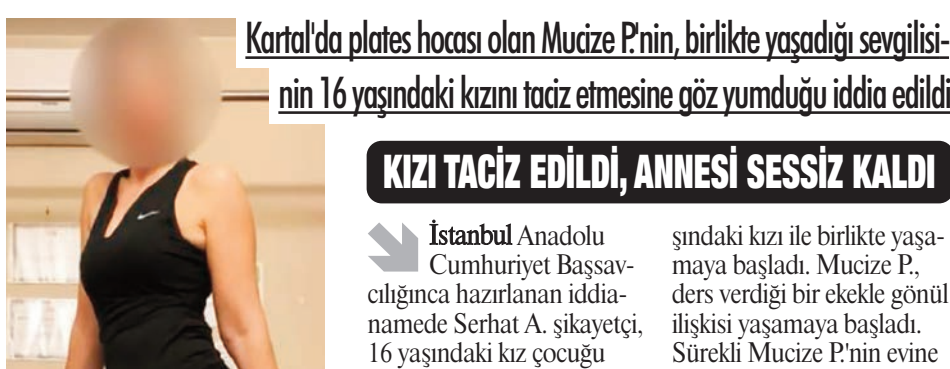 Kartal'da plates hocası olan Mucize P.'nin, birlikte yaşadığı sevgilisi-
nin 16 yaşındaki kızını taciz etmesine göz yumduğu iddia edildi
KIZI TACİZ EDİLDİ, ANNESİ SESSİZ KALDI
İstanbul Anadolu
Cumhuriyet Başsav-
cılığınca hazırlanan iddia-
namede Serhat A. şikayetçi,
16 yaşındaki kız çocuğu
şındaki kızı ile birlikte yaşa-
maya başladı. Mucize P.,
ders verdiği bir ekekle gönül
ilişkisi yaşamaya başladı.
Sürekli Mucize P.'nin evine